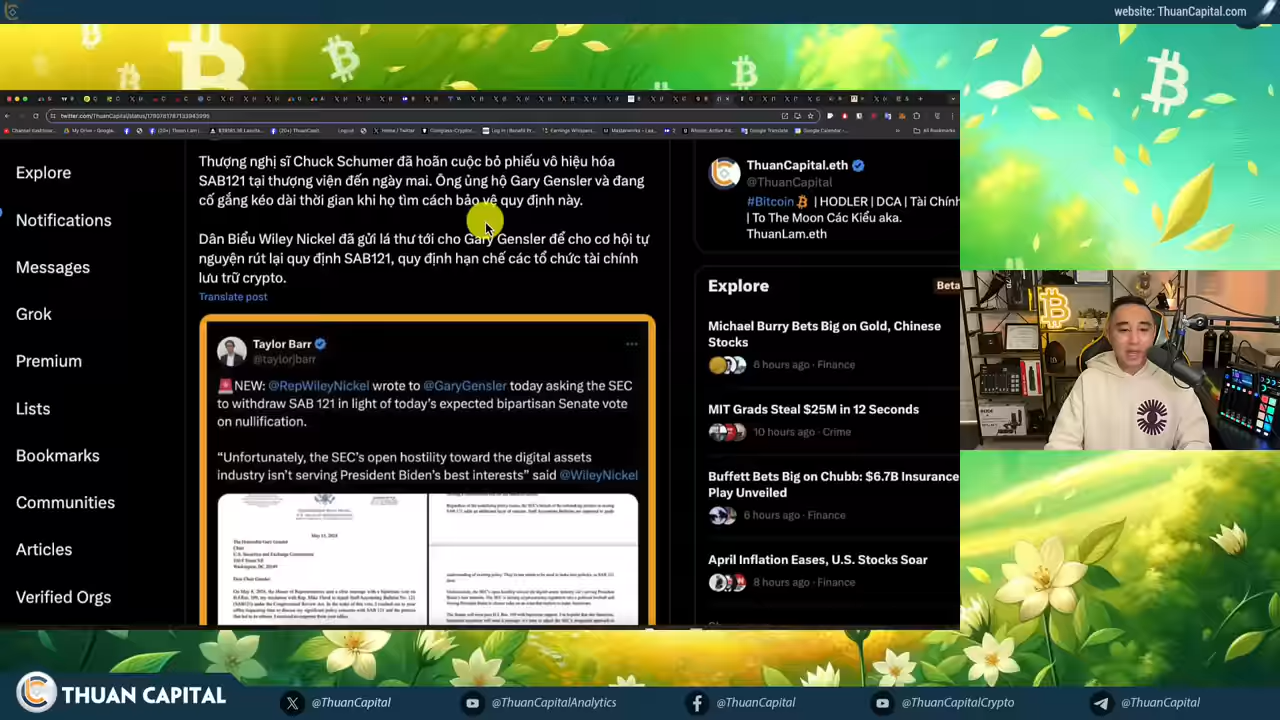 website: ThuanCapital.com
twitter.com/ThuanCapital/status/1790781787133943995
Explore
Notifications
Messages
Grok
Premium
Lists
Bookmarks
Communities
Articles
Verified Orgs
Thượng nghị sĩ Chuck Schumer đã hoãn cuộc bỏ phiếu vô hiệu hóa
SAB121 tại thượng viện đến ngày mai. Ông ủng hộ Gary Gensler và đang
cố gắng kéo dài thời gian khi họ tìm cách bảo vệ quy định này.
Dân Biểu Wiley Nickel đã gửi lá thư tới cho Gary Gensler để cho cơ hội tự
nguyện rút lại quy định SAB121, quy định hạn chế các tổ chức tài chính
lưu trữ crypto.
Translate post
Taylor Barr
@taylorjbarr
NEW: @RepWileyNickel wrote to @GaryGensler today asking the SEC
to withdraw SAB 121 in light of today's expected bipartisan Senate vote
on nullification.
“Unfortunately, the SEC's open hostility toward the digital assets
industry isn't serving President Biden's best interests” said @WileyNickel
ThuanCapital.eth
@ThuanCapital
#Bitcoin | HODLER | DCA | Tài Chính
| To The Moon Các Kiểu aka.
ThuanLam.eth
Explore
Beta
Michael Burry Bets Big on Gold, Chinese
Stocks
6 hours ago · Finance
MIT Grads Steal $25M in 12 Seconds
10 hours ago · Crime
Buffett Bets Big on Chubb: $6.7B Insurance
Play Unveiled
6 hours ago · Finance
April Inflation Eases, U.S. Stocks Soar
8 hours ago · Finance
THUAN CAPITAL
@ThuanCapital
@ThuanCapitalAnalytics
@ThuanCapital
@ThuanCapitalCrypto
@ThuanCapital